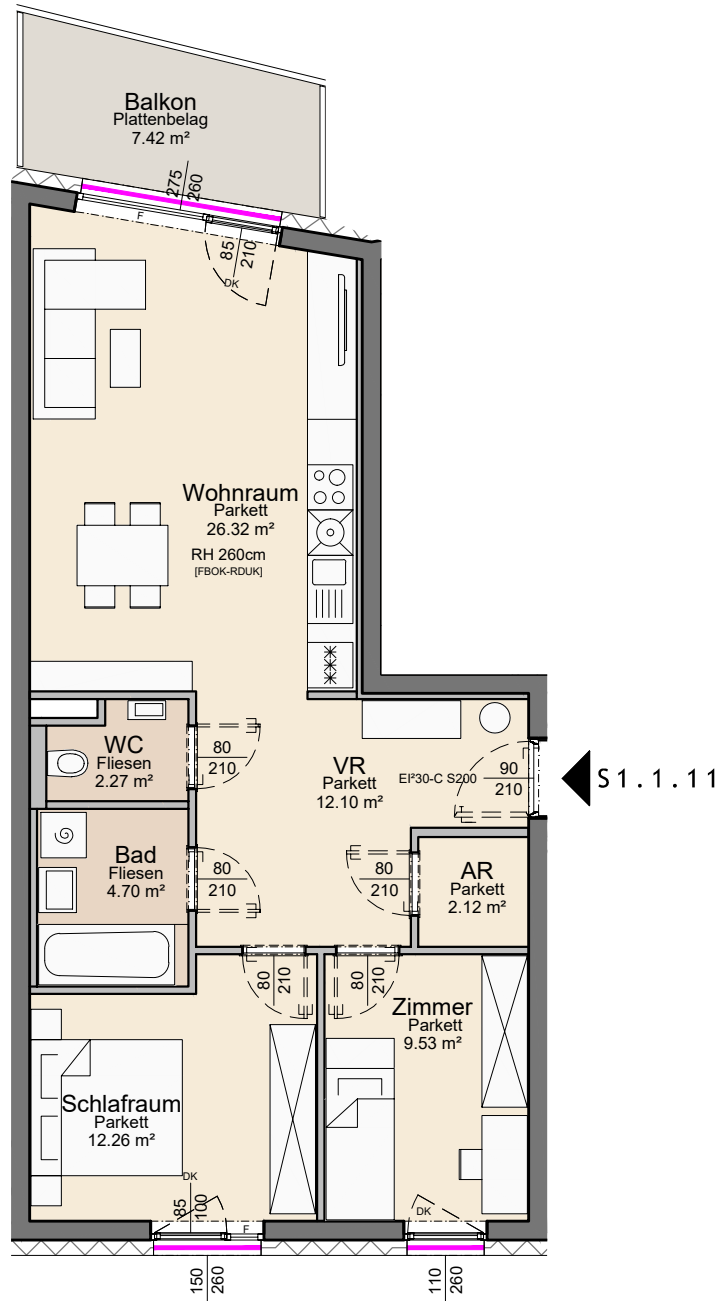 Balkon
Plattenbelag
7.42 m²
275
260
F
85
210
DK
Wohnraum
Parkett
26.32 m²
RH 260cm
[FBOK-RDUK]
WC
Fliesen
2.27 m²
80
210
VR
Parkett
12.10 m²
EI²30-C S200
90
210
S1.1.11
Bad
Fliesen
4.70 m²
80
210
80
210
AR
Parkett
2.12 m²
80
210
80
210
Zimmer
Parkett
9.53 m²
Schlafraum
Parkett
12.26 m²
DK
85
100
F
DK
150
260
110
260